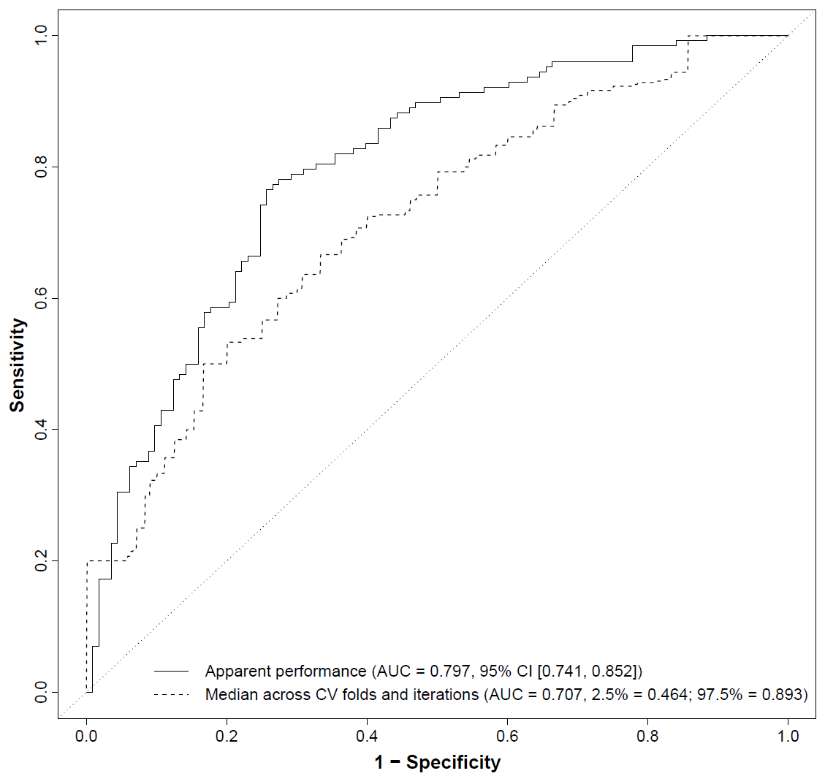 1.0
0.8
0.6
0.4
0.2
0.0
Sensitivity
Apparent performance (AUC = 0.797, 95% CI [0.741, 0.852])
Median across CV folds and iterations (AUC = 0.707, 2.5% = 0.464; 97.5% = 0.893)
0.0 0.2 0.4 0.6 0.8 1.0
1 − Specificity